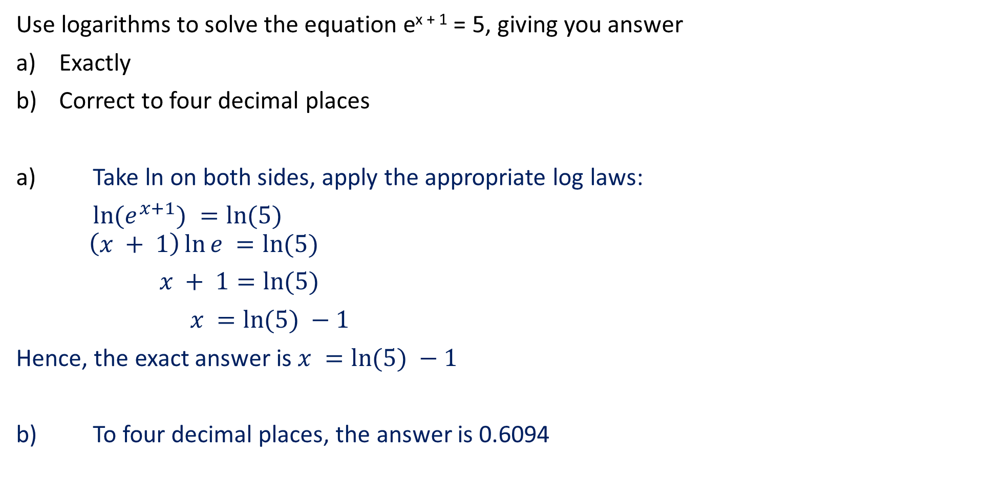 Use logarithms to solve the equation eˣ ⁺ ¹ = 5, giving you answer
a) Exactly
b) Correct to four decimal places
a) Take ln on both sides, apply the appropriate log laws:
ln(𝑒ˣ⁺¹) = ln(5)
(𝑥 + 1) ln 𝑒 = ln(5)
𝑥 + 1 = ln(5)
𝑥 = ln(5) − 1
Hence, the exact answer is 𝑥 = ln(5) − 1
b) To four decimal places, the answer is 0.6094